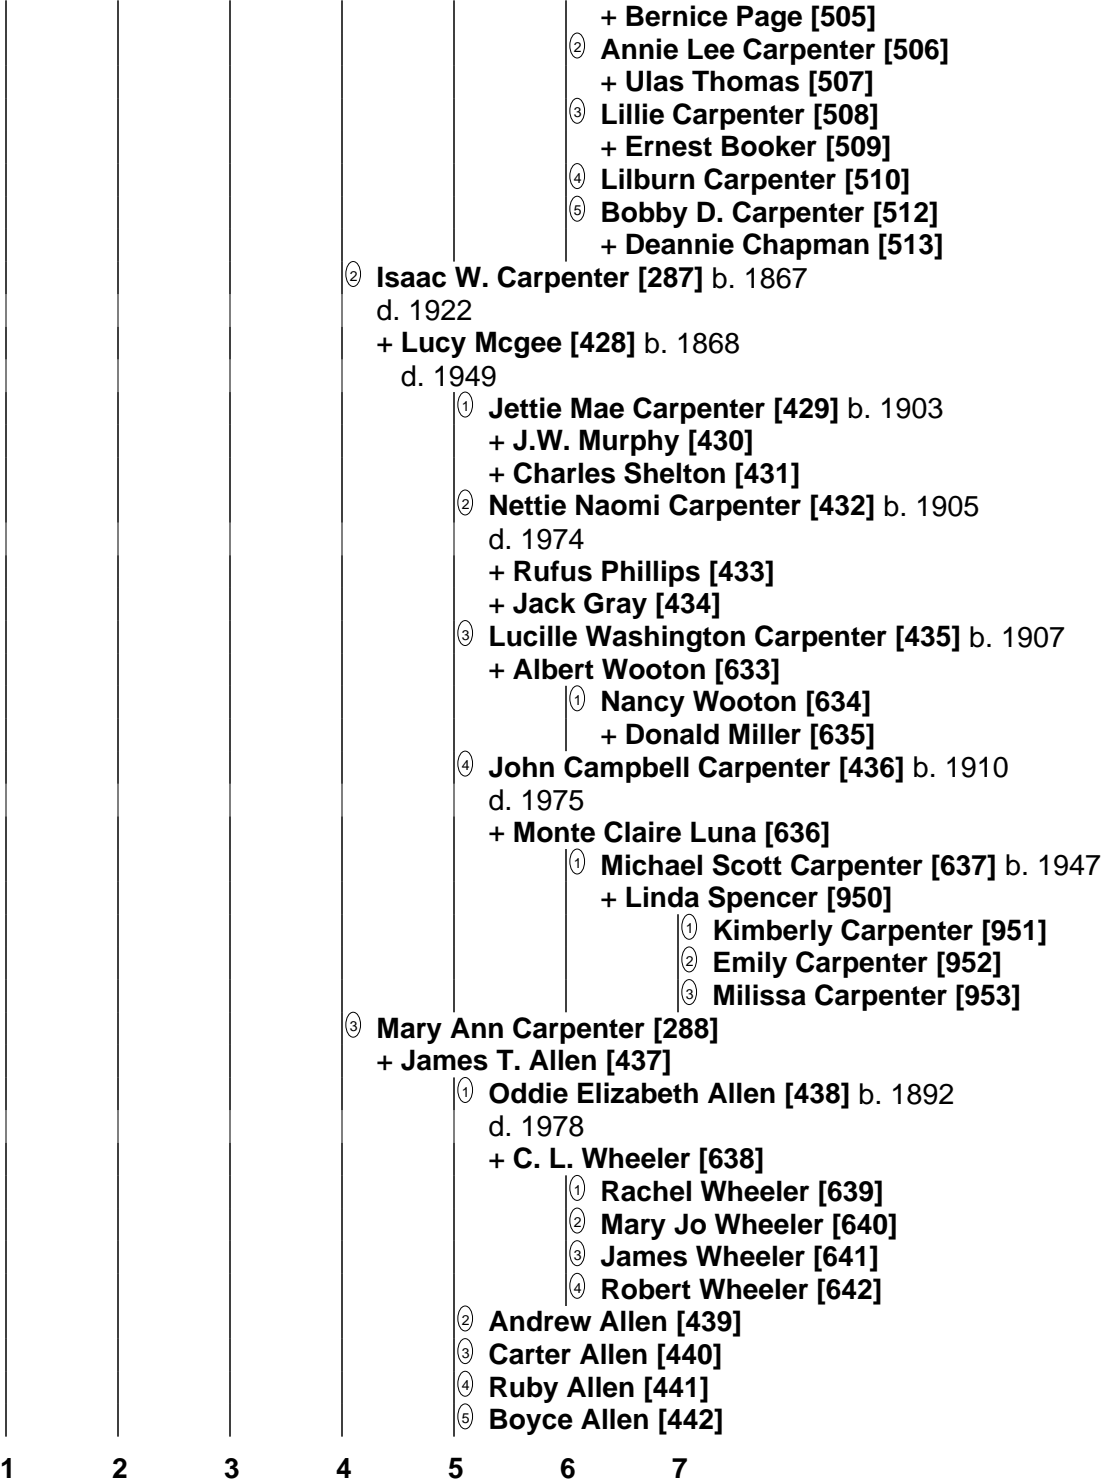 + Bernice Page [505]
2 Annie Lee Carpenter [506]
+ Ulas Thomas [507]
3 Lillie Carpenter [508]
+ Ernest Booker [509]
4 Lilburn Carpenter [510]
5 Bobby D. Carpenter [512]
+ Deannie Chapman [513]
2 Isaac W. Carpenter [287] b. 1867
d. 1922
+ Lucy Mcgee [428] b. 1868
d. 1949
1 Jettie Mae Carpenter [429] b. 1903
+ J.W. Murphy [430]
+ Charles Shelton [431]
2 Nettie Naomi Carpenter [432] b. 1905
d. 1974
+ Rufus Phillips [433]
+ Jack Gray [434]
3 Lucille Washington Carpenter [435] b. 1907
+ Albert Wooton [633]
1 Nancy Wooton [634]
+ Donald Miller [635]
4 John Campbell Carpenter [436] b. 1910
d. 1975
+ Monte Claire Luna [636]
1 Michael Scott Carpenter [637] b. 1947
+ Linda Spencer [950]
1 Kimberly Carpenter [951]
2 Emily Carpenter [952]
3 Milissa Carpenter [953]
3 Mary Ann Carpenter [288]
+ James T. Allen [437]
1 Oddie Elizabeth Allen [438] b. 1892
d. 1978
+ C. L. Wheeler [638]
1 Rachel Wheeler [639]
2 Mary Jo Wheeler [640]
3 James Wheeler [641]
4 Robert Wheeler [642]
2 Andrew Allen [439]
3 Carter Allen [440]
4 Ruby Allen [441]
5 Boyce Allen [442]
1 2 3 4 5 6 7